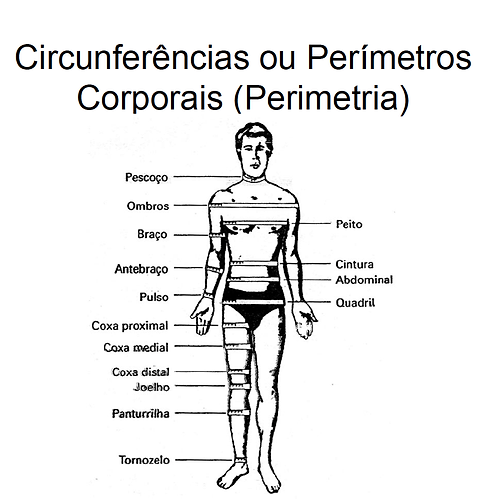 Circunferências ou Perímetros
Corporais (Perimetria)
Pescoço
Ombros
Peito
Braço
Antebraço
Cintura
Abdominal
Pulso
Quadril
Coxa proximal
Coxa medial
Coxa distal
Joelho
Panturrilha
Tornozelo